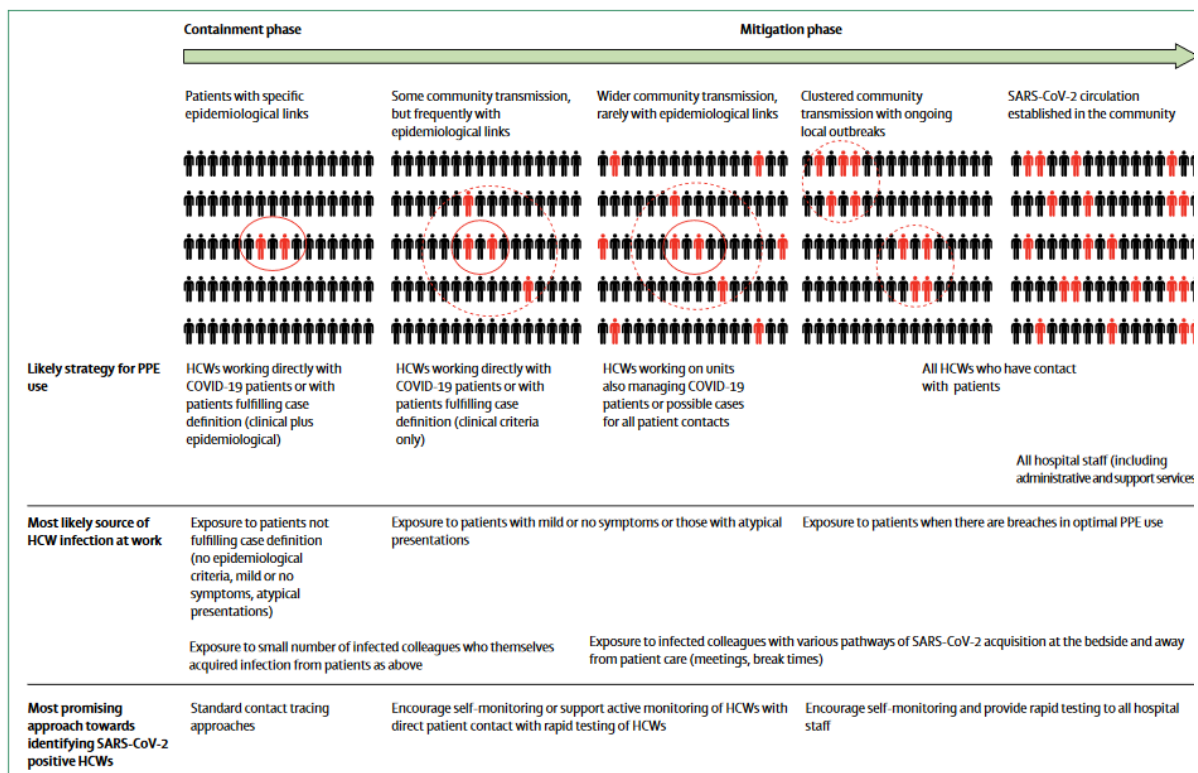 Containment phase
Mitigation phase
Patients with specific
epidemiological links
Some community transmission,
but frequently with
epidemiological links
Wider community transmission,
rarely with epidemiological links
Clustered community
transmission with ongoing
local outbreaks
SARS-CoV-2 circulation
established in the community
Likely strategy for PPE
use
HCWs working directly with
COVID-19 patients or with
patients fulfilling case
definition (clinical plus
epidemiological)
HCWs working directly with
COVID-19 patients or with
patients fulfilling case
definition (clinical criteria
only)
HCWs working on units
also managing COVID-19
patients or possible cases
for all patient contacts
All HCWs who have contact
with patients
All hospital staff (including
administrative and support services
Most likely source of
HCW infection at work
Exposure to patients not
fulfilling case definition
(no epidemiological
criteria, mild or no
symptoms, atypical
presentations)
Exposure to patients with mild or no symptoms or those with atypical
presentations
Exposure to patients when there are breaches in optimal PPE use
Exposure to small number of infected colleagues who themselves
acquired infection from patients as above
Exposure to infected colleagues with various pathways of SARS-CoV-2 acquisition at the bedside and away
from patient care (meetings, break times)
Most promising
approach towards
identifying SARS-CoV-2
positive HCWs
Standard contact tracing
approaches
Encourage self-monitoring or support active monitoring of HCWs with
direct patient contact with rapid testing of HCWs
Encourage self-monitoring and provide rapid testing to all hospital
staff